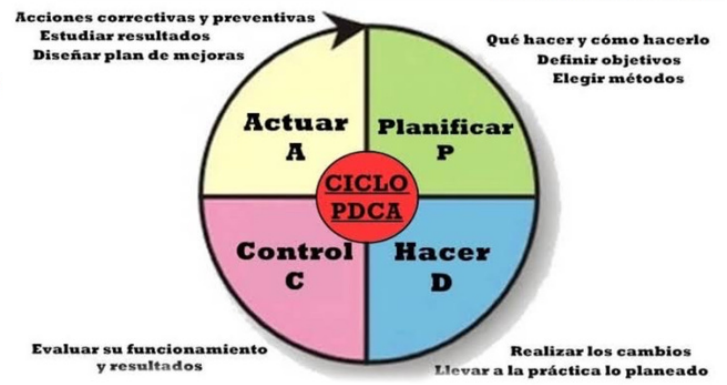 Acciones correctivas y preventivas
Estudiar resultados
Diseñar plan de mejoras
Qué hacer y cómo hacerlo
Definir objetivos
Elegir métodos
Actuar
A
Planificar
P
CICLO
PDCA
Control
C
Hacer
D
Evaluar su funcionamiento
y resultados
Realizar los cambios
Llevar a la práctica lo planeado